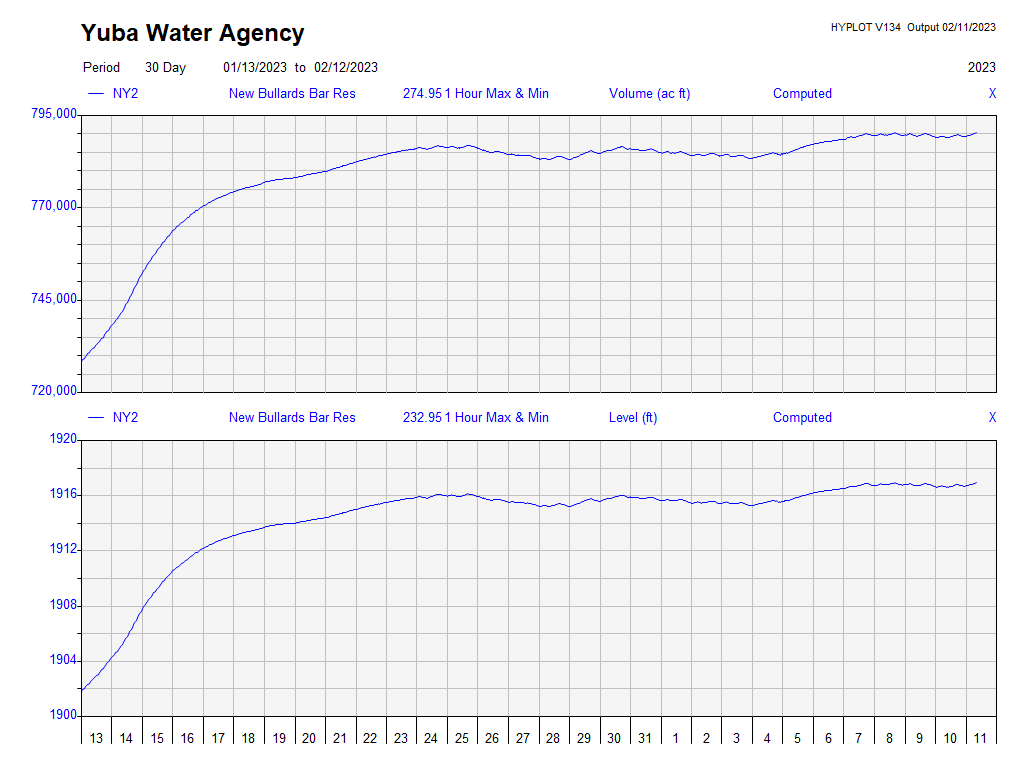 Yuba Water Agency
HYPLOT V134 Output 02/11/2023
Period 30 Day 01/13/2023 to 02/12/2023 2023
NY2 New Bullards Bar Res 274.95 1 Hour Max & Min Volume (ac ft) Computed X
795,000
770,000
745,000
720,000
NY2 New Bullards Bar Res 232.95 1 Hour Max & Min Level (ft) Computed X
1920
1916
1912
1908
1904
1900
13 14 15 16 17 18 19 20 21 22 23 24 25 26 27 28 29 30 31 1 2 3 4 5 6 7 8 9 10 11